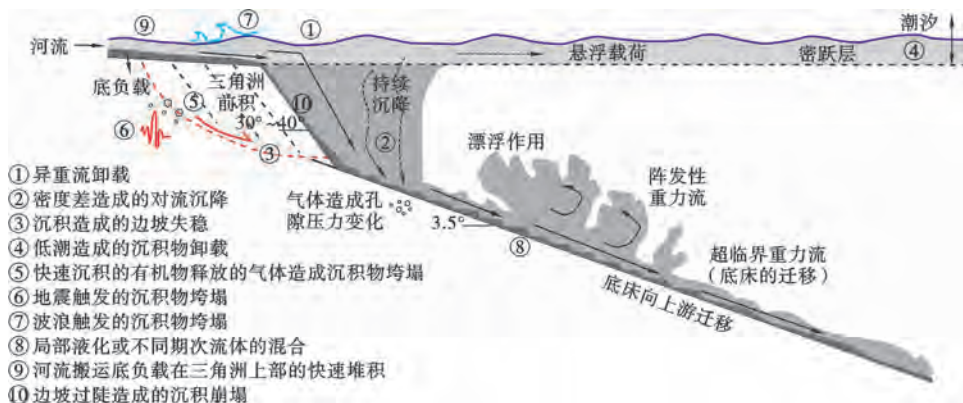 ⑨
⑦
①
潮汐
河流
悬浮载荷
密跃层
④
底负载
三角洲
前积
持续
沉降
⑤
⑩
30°~40°
⑥
③
②
漂浮作用
阵发性
重力流
气体造成孔
隙压力变化
3.5°
⑧
超临界重力流
(底床的迁移)
底床向上游迁移
①异重流卸载
②密度差造成的对流沉降
③沉积造成的边坡失稳
④低潮造成的沉积物卸载
⑤快速沉积的有机物释放的气体造成沉积物垮塌
⑥地震触发的沉积物垮塌
⑦波浪触发的沉积物垮塌
⑧局部液化或不同期次流体的混合
⑨河流搬运底负载在三角洲上部的快速堆积
⑩边坡过陡造成的沉积崩塌